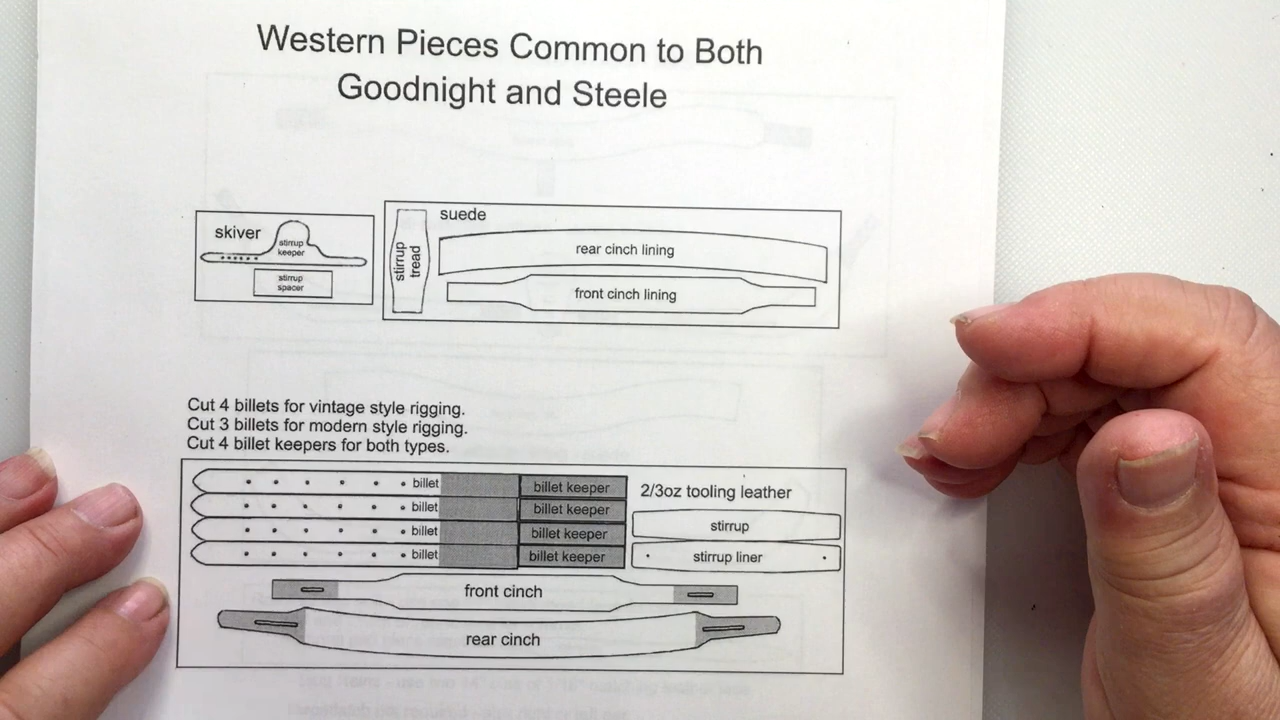 Western Pieces Common to Both
Goodnight and Steele
skiver
stirrup
keeper
stirrup
spacer
suede
stirrup
tread
rear cinch lining
front cinch lining
Cut 4 billets for vintage style rigging.
Cut 3 billets for modern style rigging.
Cut 4 billet keepers for both types.
billet
billet keeper
billet
billet keeper
billet
billet keeper
billet
billet keeper
2/3oz tooling leather
stirrup
stirrup liner
front cinch
rear cinch